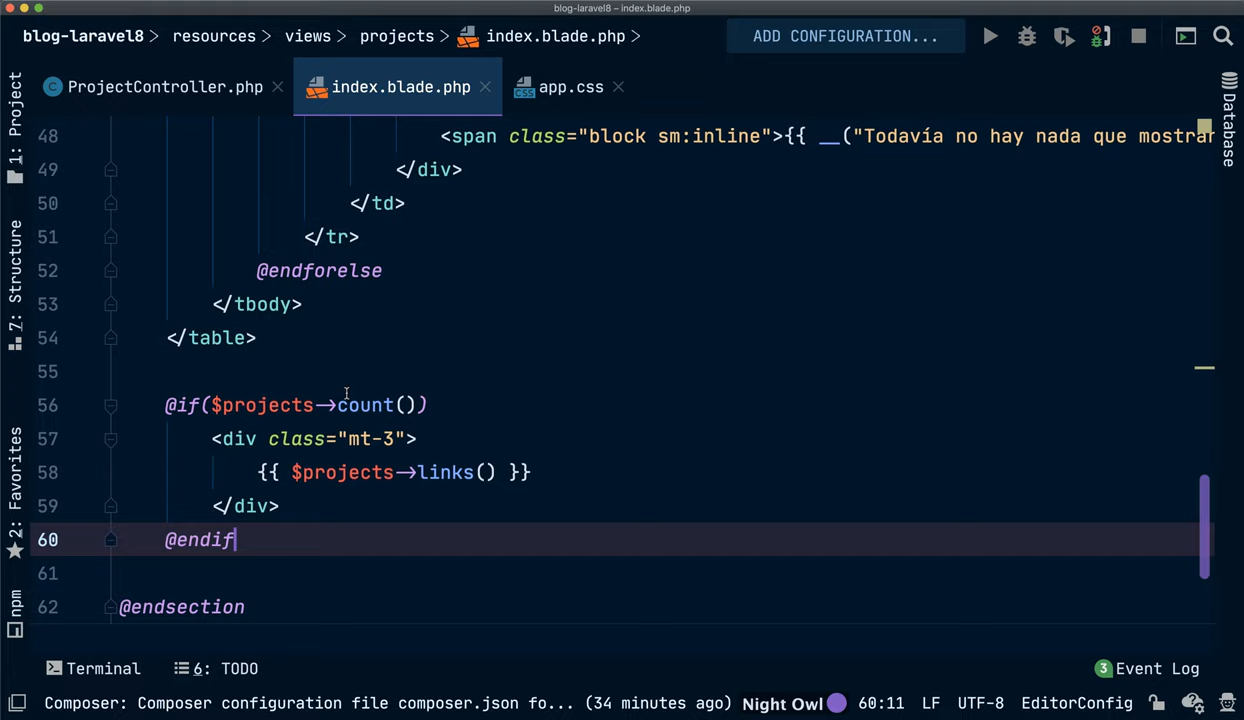 blog-laravel8 – index.blade.php
blog-laravel8 > resources > views > projects > index.blade.php >
ADD CONFIGURATION...
ProjectController.php
index.blade.php
app.css
1: Project
7: Structure
2: Favorites
npm
Database
48 <span class="block sm:inline">{{ __("Todavía no hay nada que mostrar
49 </div>
50 </td>
51 </tr>
52 @endforelse
53 </tbody>
54 </table>
55
56 @if($projects->count())
57 <div class="mt-3">
58 {{ $projects->links() }}
59 </div>
60 @endif
61
62 @endsection
Terminal
6: TODO
3 Event Log
Composer: Composer configuration file composer.json fo... (34 minutes ago)
Night Owl
60:11 LF UTF-8 EditorConfig